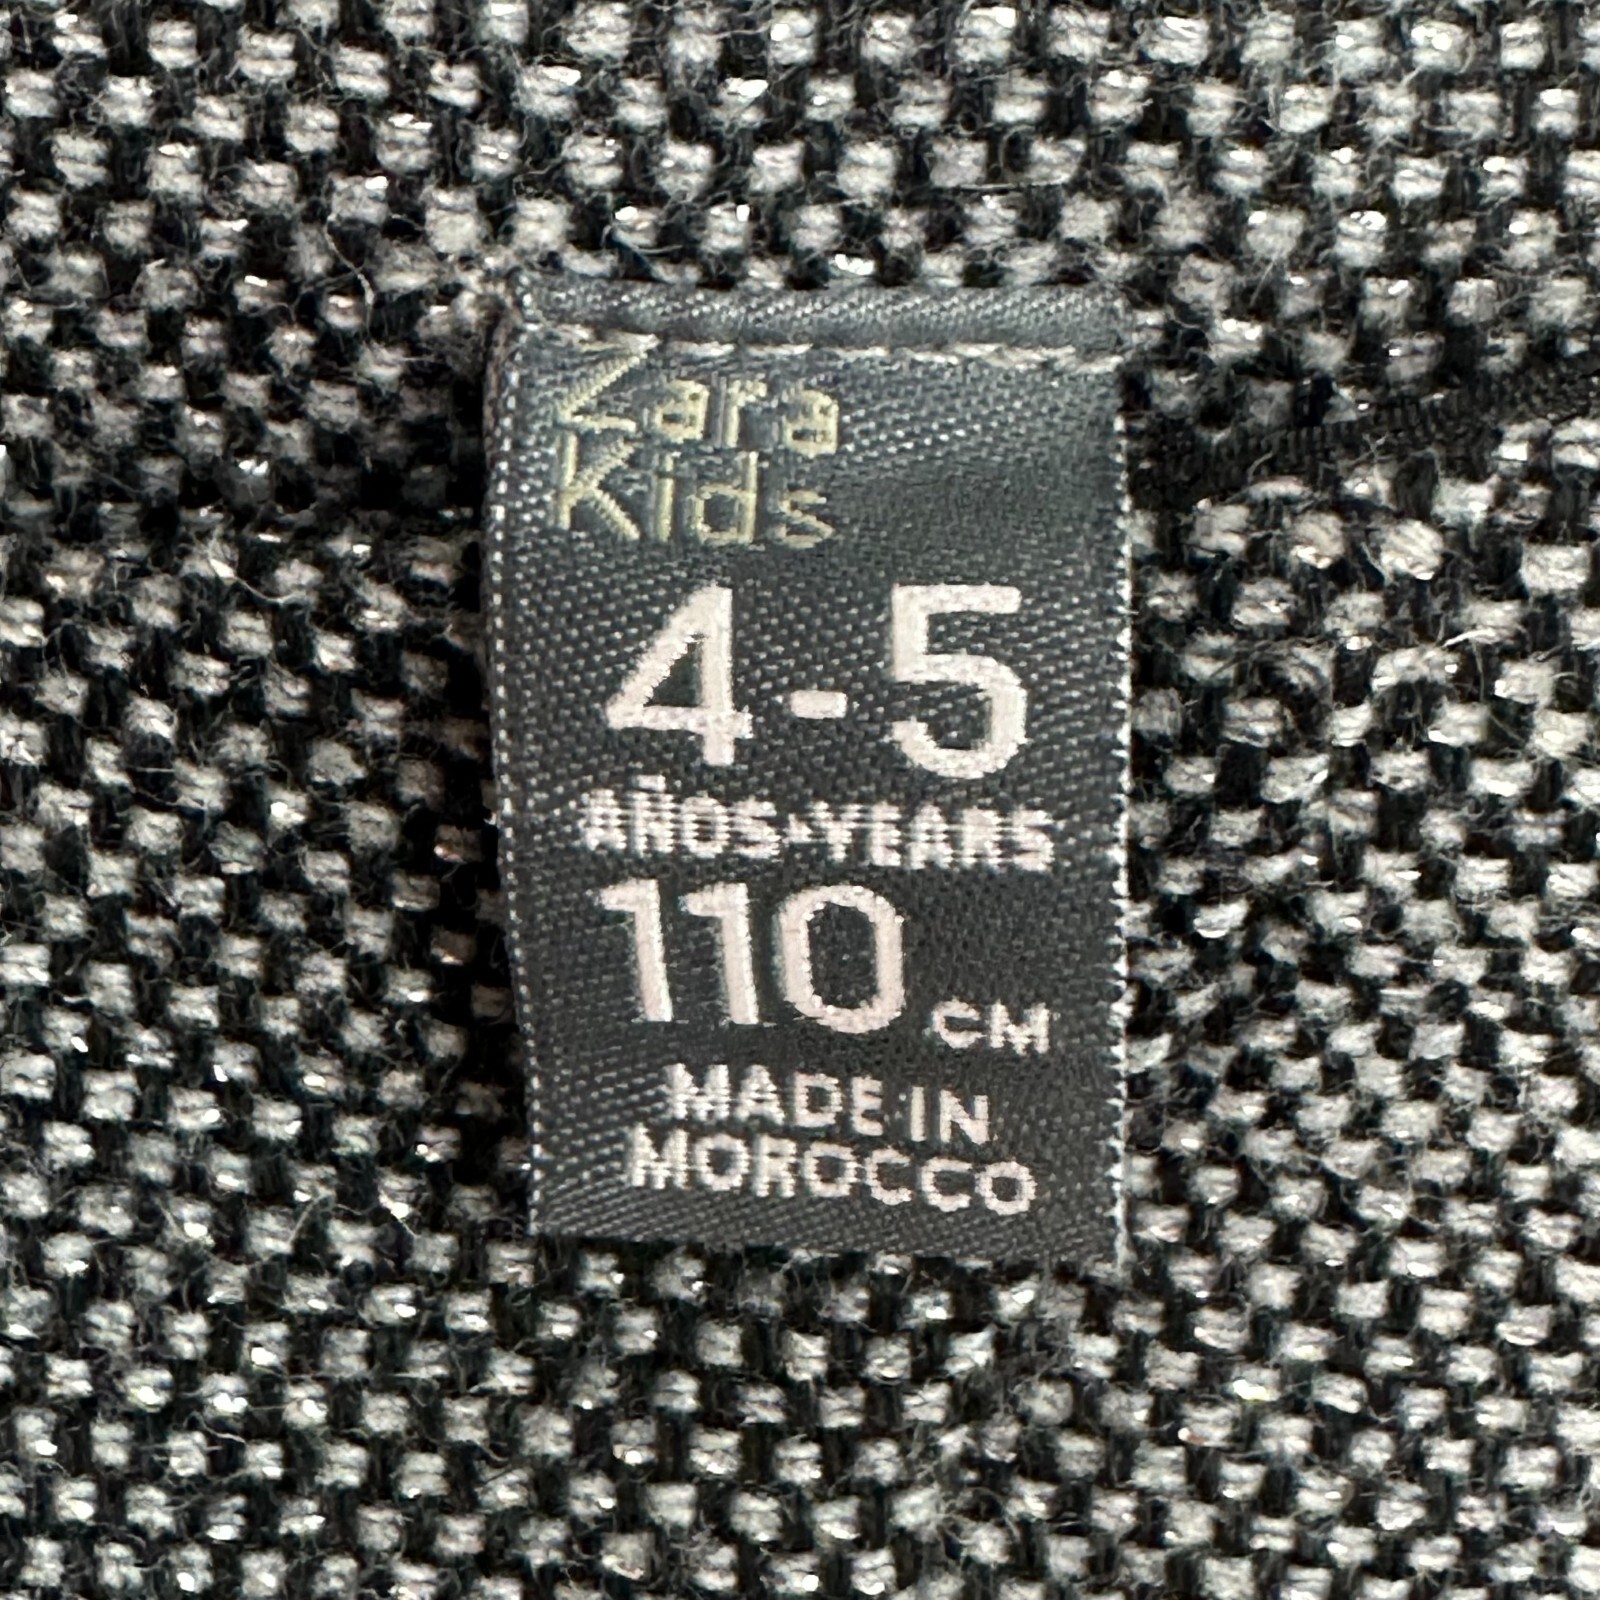 Zara
Kids
4-5
AÑOS-YEARS
110 CM
MADE IN
MOROCCO